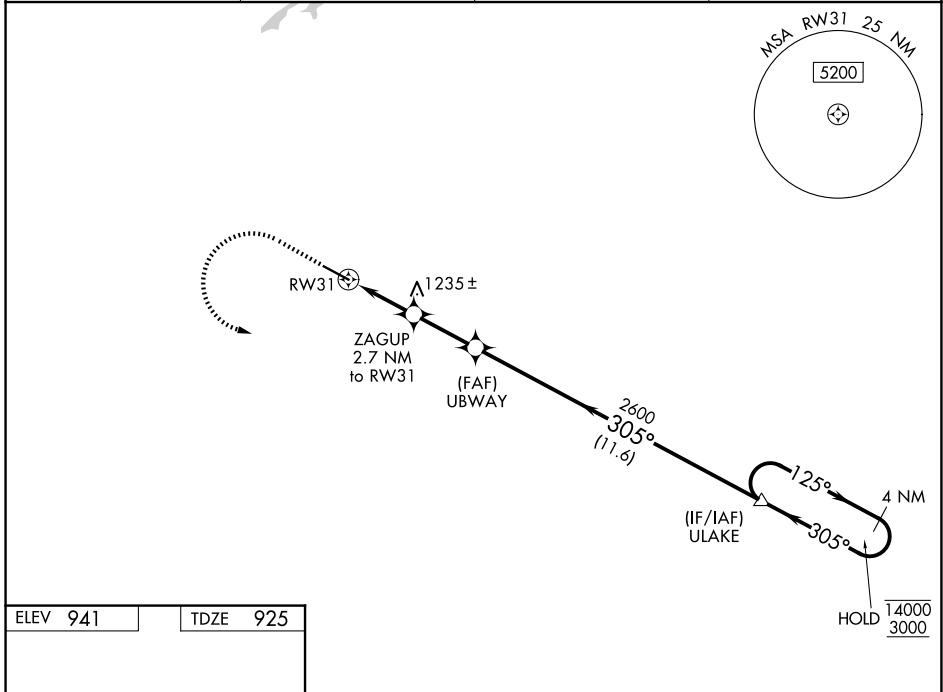 MSA RW31 25 NM
5200
RW31
1235±
ZAGUP
2.7 NM
to RW31
(FAF)
UBWAY
2600
305°
(11.6)
125°
4 NM
(IF/IAF)
ULAKE
305°
HOLD 14000
3000
ELEV 941 TDZE 925